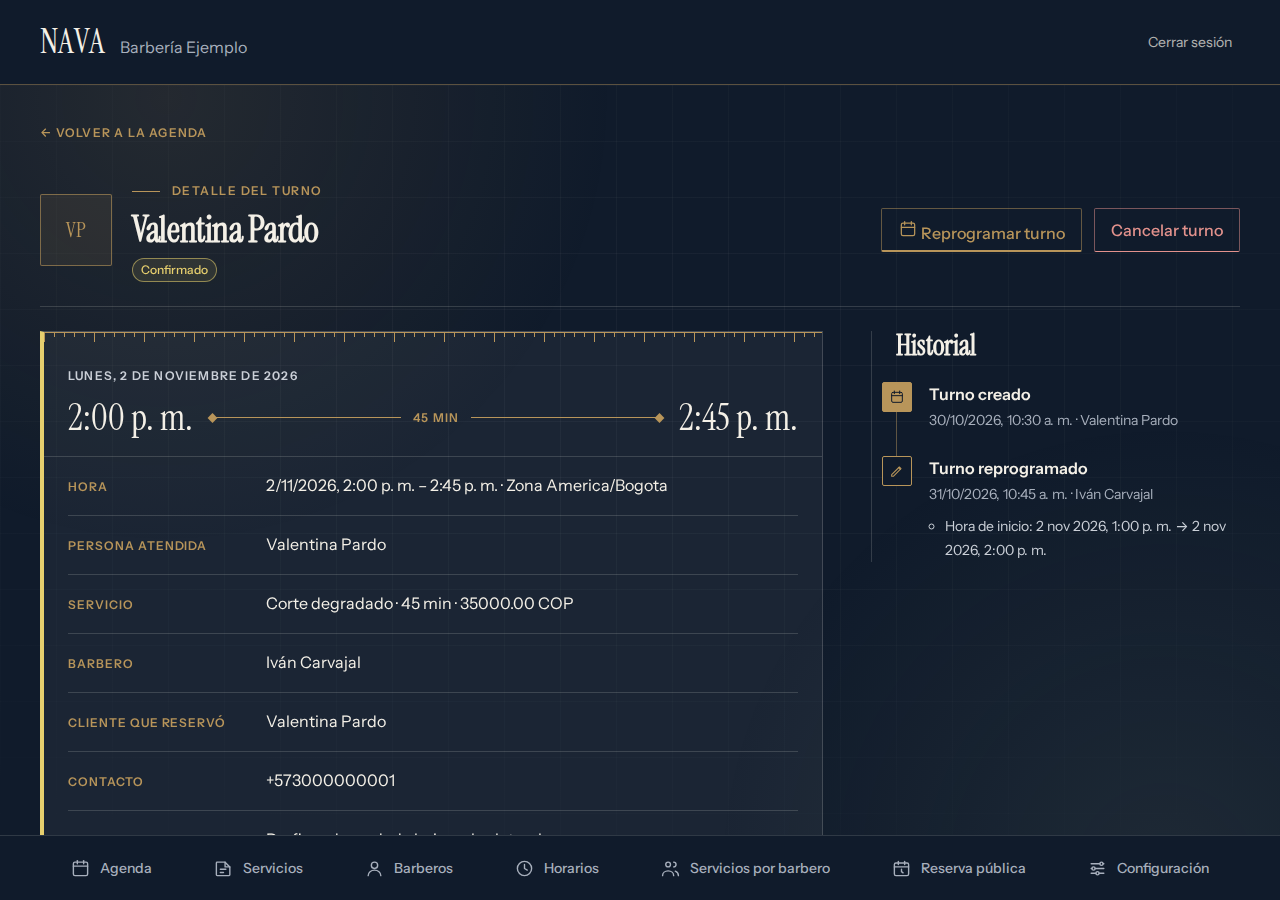 NAVA Barbería Ejemplo
Cerrar sesión
← VOLVER A LA AGENDA
VP
DETALLE DEL TURNO
Valentina Pardo
Confirmado
Reprogramar turno
Cancelar turno
LUNES, 2 DE NOVIEMBRE DE 2026
2:00 p. m. 45 MIN 2:45 p. m.
HORA 2/11/2026, 2:00 p. m. – 2:45 p. m. · Zona America/Bogota
PERSONA ATENDIDA Valentina Pardo
SERVICIO Corte degradado · 45 min · 35000.00 COP
BARBERO Iván Carvajal
CLIENTE QUE RESERVÓ Valentina Pardo
CONTACTO +573000000001
Historial
Turno creado
30/10/2026, 10:30 a. m. · Valentina Pardo
Turno reprogramado
31/10/2026, 10:45 a. m. · Iván Carvajal
Hora de inicio: 2 nov 2026, 1:00 p. m. → 2 nov
2026, 2:00 p. m.
Agenda
Servicios
Barberos
Horarios
Servicios por barbero
Reserva pública
Configuración